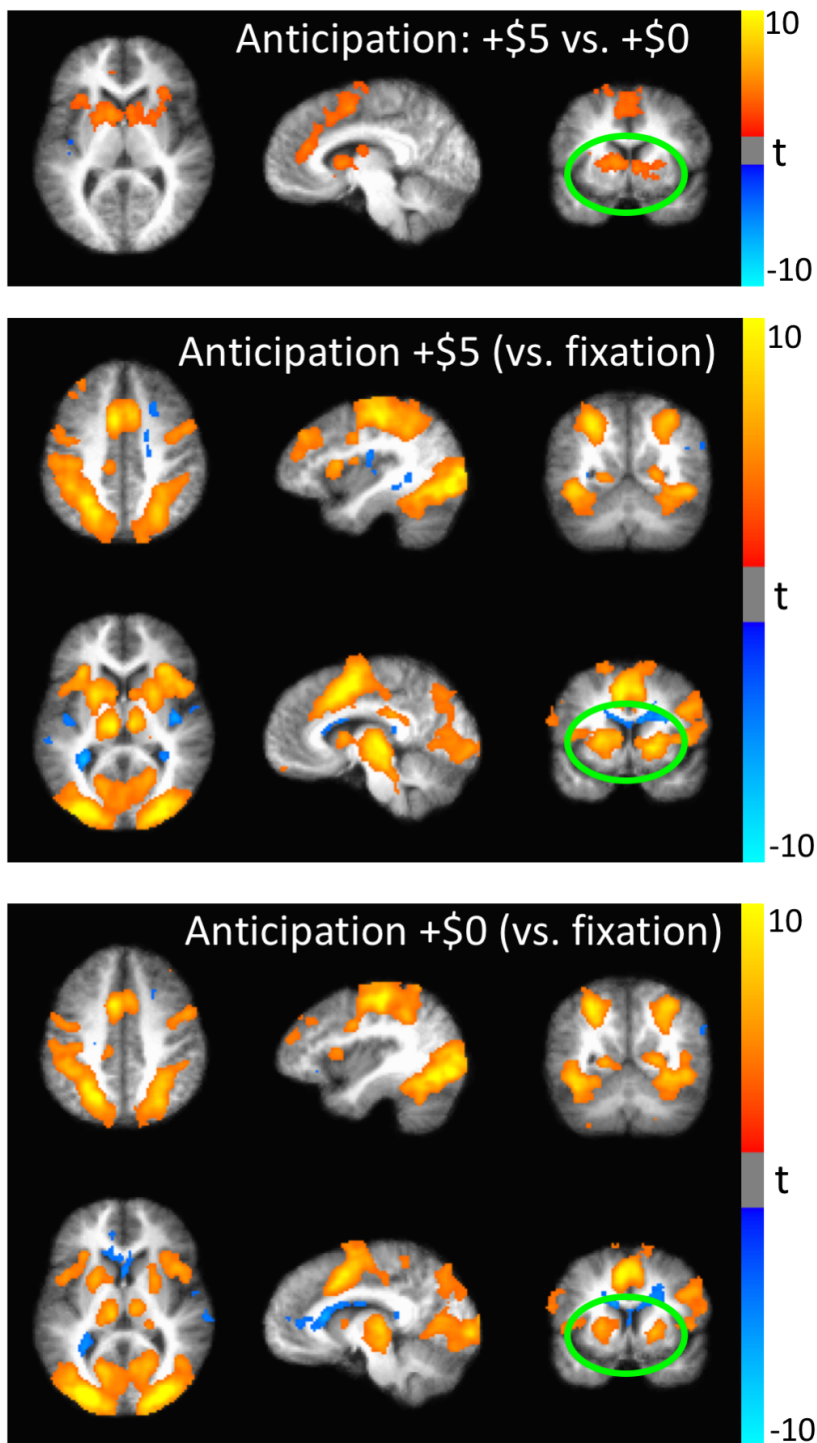 Anticipation: +$5 vs. +$0
10
t
-10
Anticipation +$5 (vs. fixation)
10
t
-10
Anticipation +$0 (vs. fixation)
10
t
-10